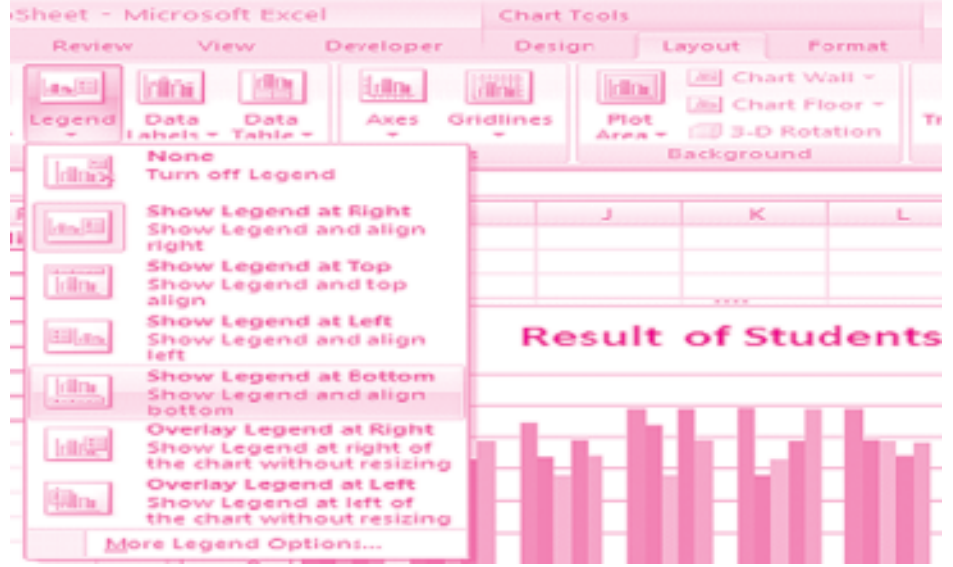 Sheet - Microsoft Excel Chart Tools
Review View Developer Design Layout Format
Legend Data Labels Data Table Axes Gridlines Plot Area Chart Wall
Chart Floor
3-D Rotation
Background
None
Turn off Legend
Show Legend at Right
Show Legend and align
right
Show Legend at Top
Show Legend and top
align
Show Legend at Left
Show Legend and align
left
Show Legend at Bottom
Show Legend and align
bottom
Overlay Legend at Right
Show Legend at right of
the chart without resizing
Overlay Legend at Left
Show Legend at left of
the chart without resizing
More Legend Options...
J K L
Result of Students